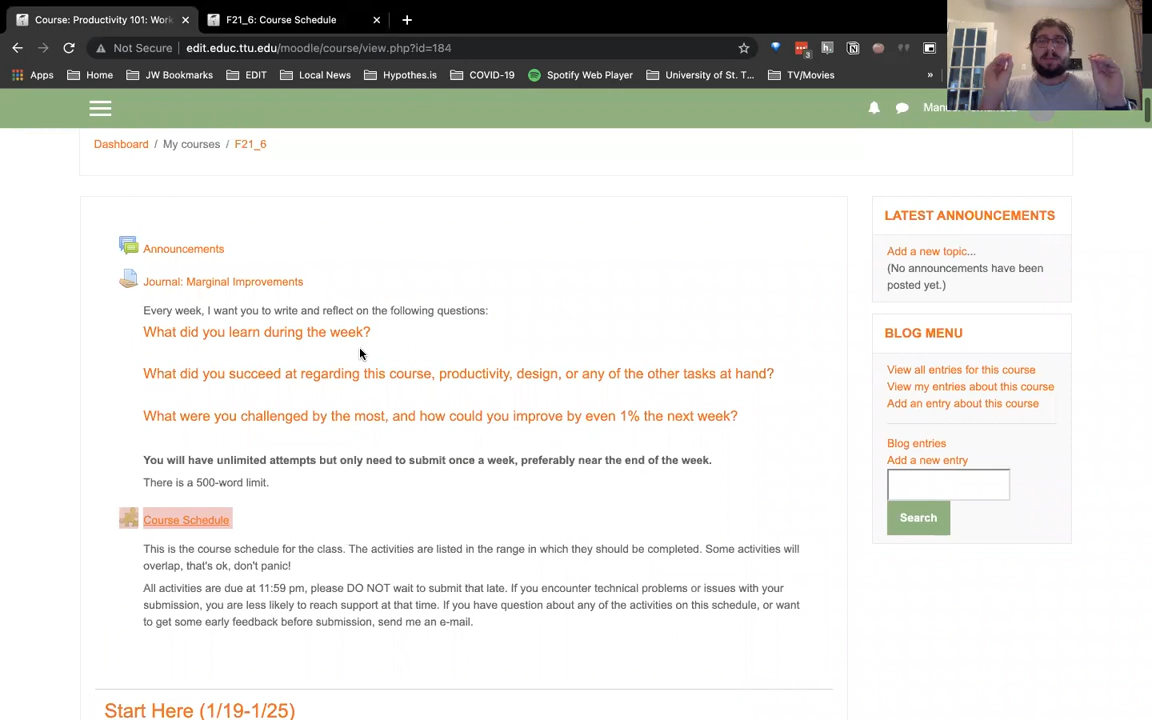 Course: Productivity 101: Work
F21_6: Course Schedule
Not Secure
edit.educ.ttu.edu/moodle/course/view.php?id=184
3
Apps
Home
JW Bookmarks
EDIT
Local News
Hypothes.is
COVID-19
Spotify Web Player
University of St. T...
TV/Movies
»
Dashboard / My courses / F21_6
Announcements
Journal: Marginal Improvements
Every week, I want you to write and reflect on the following questions:
What did you learn during the week?
What did you succeed at regarding this course, productivity, design, or any of the other tasks at hand?
What were you challenged by the most, and how could you improve by even 1% the next week?
You will have unlimited attempts but only need to submit once a week, preferably near the end of the week.
There is a 500-word limit.
Course Schedule
This is the course schedule for the class. The activities are listed in the range in which they should be completed. Some activities will
overlap, that's ok, don't panic!
All activities are due at 11:59 pm, please DO NOT wait to submit that late. If you encounter technical problems or issues with your
submission, you are less likely to reach support at that time. If you have question about any of the activities on this schedule, or want
to get some early feedback before submission, send me an e-mail.
Start Here (1/19-1/25)
LATEST ANNOUNCEMENTS
Add a new topic...
(No announcements have been
posted yet.)
BLOG MENU
View all entries for this course
View my entries about this course
Add an entry about this course
Blog entries
Add a new entry
Search